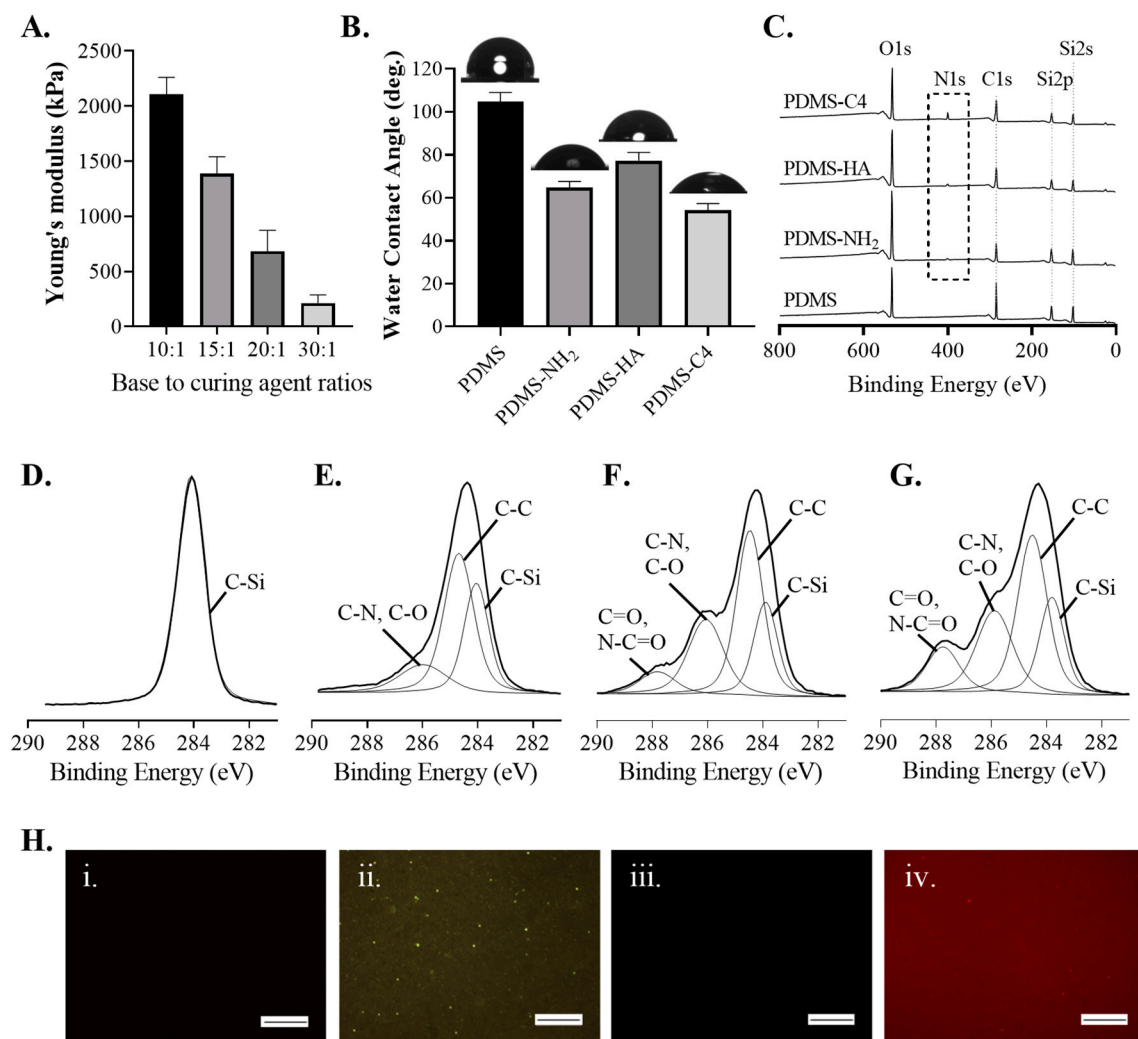 A.
Young's modulus (kPa)
2500
2000
1500
1000
500
0
10:1 15:1 20:1 30:1
Base to curing agent ratios
B.
Water Contact Angle (deg.)
120
100
80
60
40
20
0
PDMS
PDMS-NH2
PDMS-HA
PDMS-C4
C.
O1s
N1s
C1s
Si2p
Si2s
PDMS-C4
PDMS-HA
PDMS-NH2
PDMS
800 600 400 200 0
Binding Energy (eV)
D.
C-Si
290 288 286 284 282
Binding Energy (eV)
E.
C-C
C-Si
C-N, C-O
290 288 286 284 282
Binding Energy (eV)
F.
C-C
C-N,
C-O
C-Si
C=O,
N-C=O
290 288 286 284 282
Binding Energy (eV)
G.
C-C
C-N,
C-O
C-Si
C=O,
N-C=O
290 288 286 284 282
Binding Energy (eV)
H.
i.
ii.
iii.
iv.